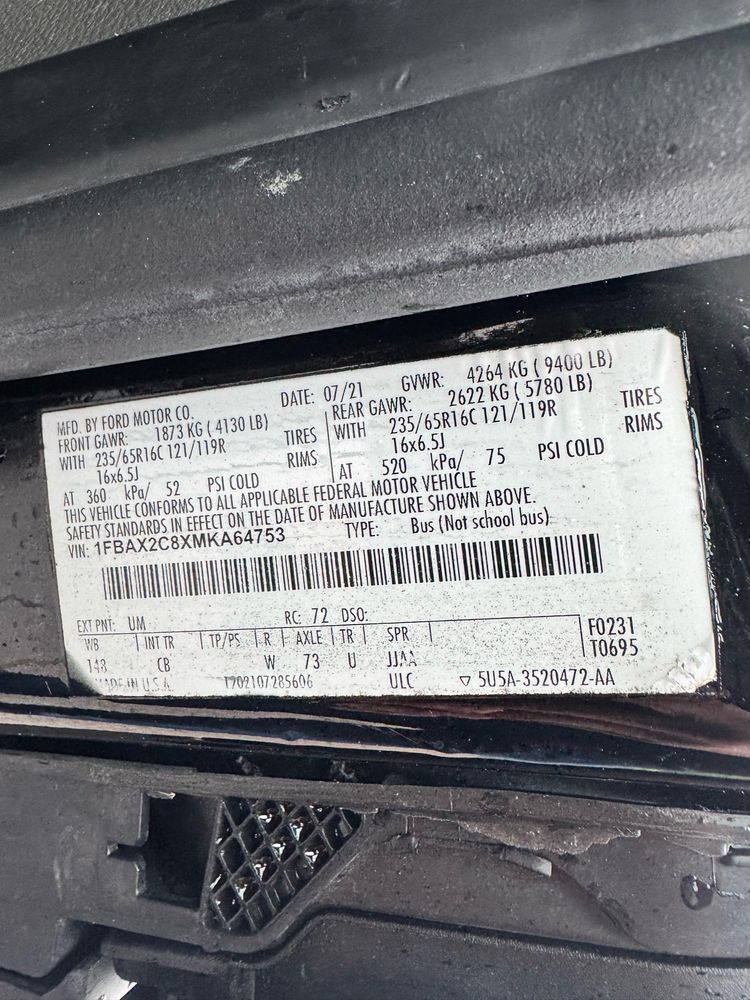 MFD. BY FORD MOTOR CO. DATE: 07/21 GVWR: 4264 KG ( 9400 LB)
FRONT GAWR: 1873 KG ( 4130 LB) REAR GAWR: 2622 KG ( 5780 LB)
WITH 235/65R16C 121/119R TIRES WITH 235/65R16C 121/119R TIRES
16x6.5J RIMS 16x6.5J RIMS
AT 360 kPa/ 52 PSI COLD AT 520 kPa/ 75 PSI COLD
THIS VEHICLE CONFORMS TO ALL APPLICABLE FEDERAL MOTOR VEHICLE
SAFETY STANDARDS IN EFFECT ON THE DATE OF MANUFACTURE SHOWN ABOVE.
VIN: 1FBAX2C8XMKA64753 TYPE: Bus (Not school bus)
EXT PNT: UM RC: 72 DSO:
WB INT TR TP/PS R AXLE TR SPR F0231
148 CB W 73 U JJAA T0695
MADE IN U.S.A. ULC ▽ 5U5A-3520472-AA